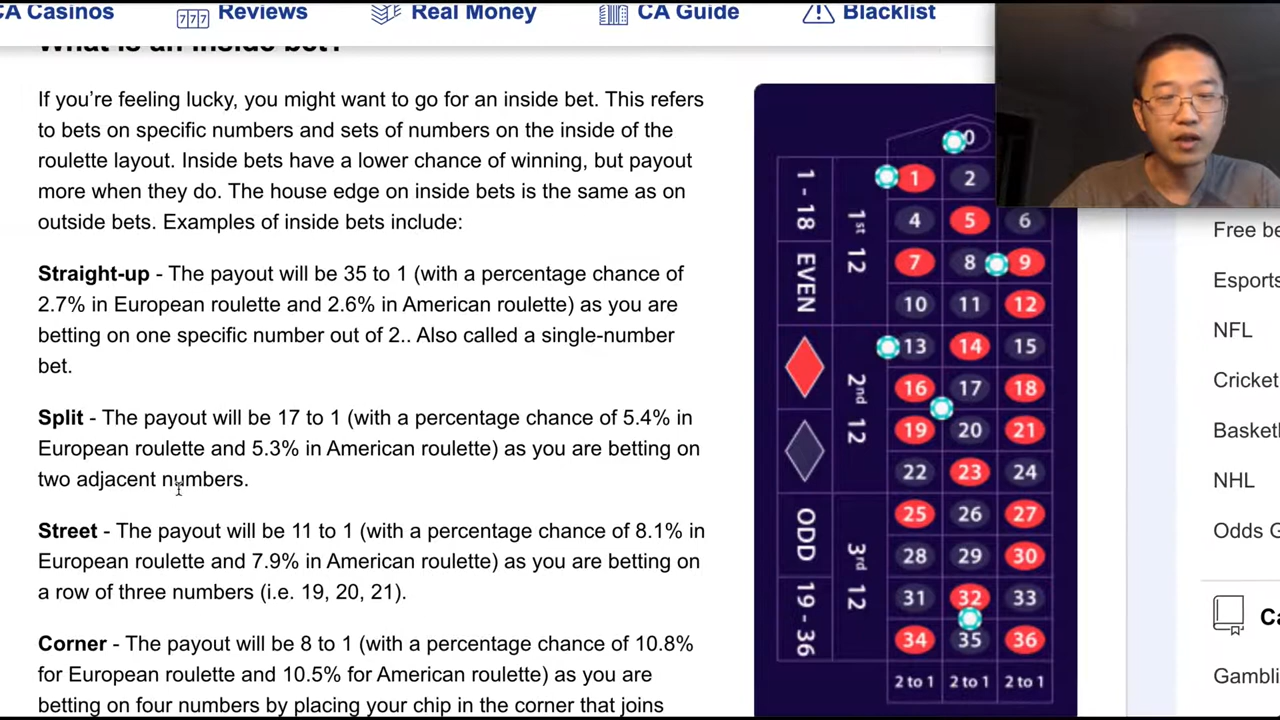 CA Casinos
Reviews
Real Money
CA Guide
Blacklist
What is an inside bet?
If you’re feeling lucky, you might want to go for an inside bet. This refers
to bets on specific numbers and sets of numbers on the inside of the
roulette layout. Inside bets have a lower chance of winning, but payout
more when they do. The house edge on inside bets is the same as on
outside bets. Examples of inside bets include:
Straight-up - The payout will be 35 to 1 (with a percentage chance of
2.7% in European roulette and 2.6% in American roulette) as you are
betting on one specific number out of 2.. Also called a single-number
bet.
Split - The payout will be 17 to 1 (with a percentage chance of 5.4% in
European roulette and 5.3% in American roulette) as you are betting on
two adjacent numbers.
Street - The payout will be 11 to 1 (with a percentage chance of 8.1% in
European roulette and 7.9% in American roulette) as you are betting on
a row of three numbers (i.e. 19, 20, 21).
Corner - The payout will be 8 to 1 (with a percentage chance of 10.8%
for European roulette and 10.5% for American roulette) as you are
betting on four numbers by placing your chip in the corner that joins
0
1 2
4 5 6
7 8 9
10 11 12
13 14 15
16 17 18
19 20 21
22 23 24
25 26 27
28 29 30
31 32 33
34 35 36
2 to 1 2 to 1 2 to 1
1 - 18
EVEN
ODD
19 - 36
1st 12
2nd 12
3rd 12
Free be
Esports
NFL
Cricket
Basket
NHL
Odds G
Ca
Gambli